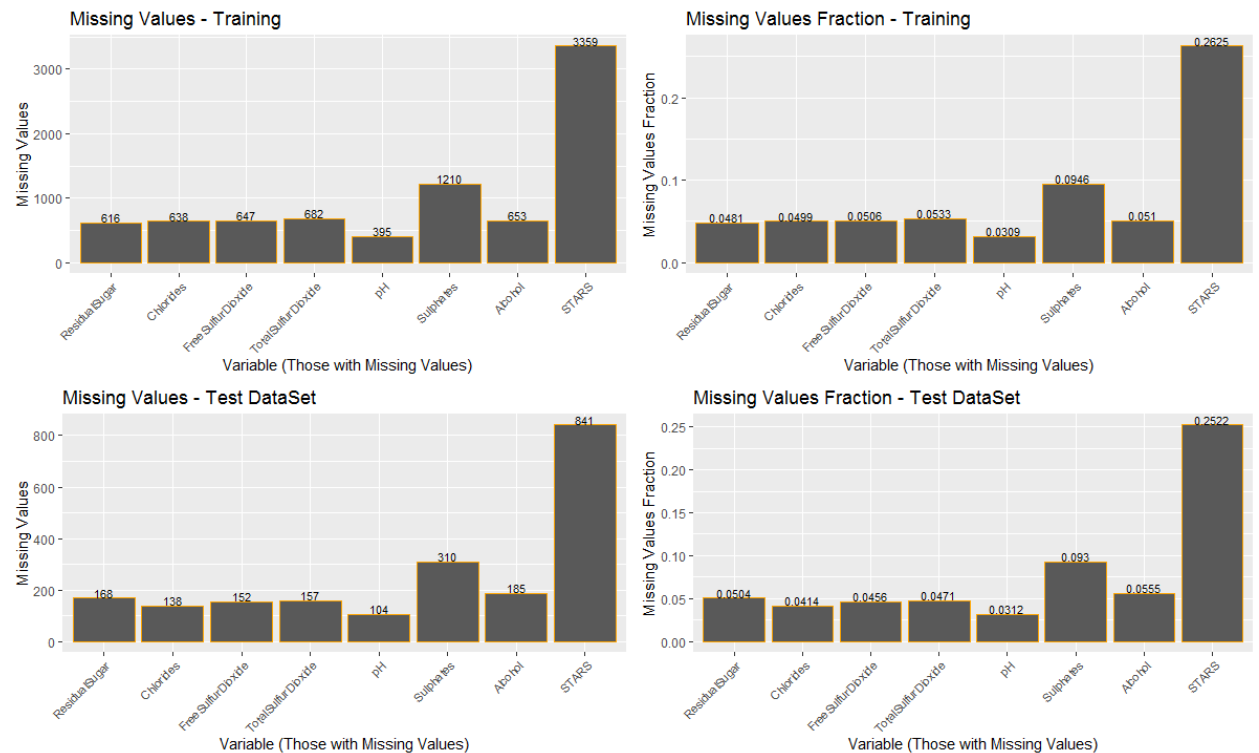 Missing Values - Training
Missing Values
3000
2000
1000
0
616
638
647
682
395
1210
653
3359
ResidualSugar
Chlorides
FreeSulfurDioxide
TotalSulfurDioxide
pH
Sulphates
Alcohol
STARS
Variable (Those with Missing Values)
Missing Values Fraction - Training
Missing Values Fraction
0.2
0.1
0.0
0.0481
0.0499
0.0506
0.0533
0.0309
0.0946
0.051
0.2625
ResidualSugar
Chlorides
FreeSulfurDioxide
TotalSulfurDioxide
pH
Sulphates
Alcohol
STARS
Variable (Those with Missing Values)
Missing Values - Test DataSet
Missing Values
800
600
400
200
0
168
138
152
157
104
310
185
841
ResidualSugar
Chlorides
FreeSulfurDioxide
TotalSulfurDioxide
pH
Sulphates
Alcohol
STARS
Variable (Those with Missing Values)
Missing Values Fraction - Test DataSet
Missing Values Fraction
0.25
0.20
0.15
0.10
0.05
0.00
0.0504
0.0414
0.0456
0.0471
0.0312
0.093
0.0555
0.2522
ResidualSugar
Chlorides
FreeSulfurDioxide
TotalSulfurDioxide
pH
Sulphates
Alcohol
STARS
Variable (Those with Missing Values)